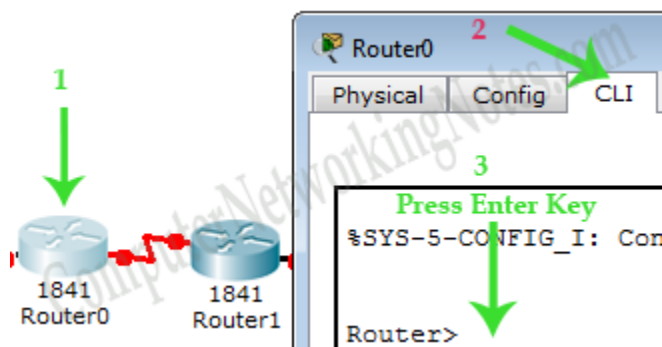 1
1841
Router0
1841
Router1
Router0
2
Physical Config CLI
3
Press Enter Key
%SYS-5-CONFIG_I: Con
Router>
ComputerNetworkingNotes.com